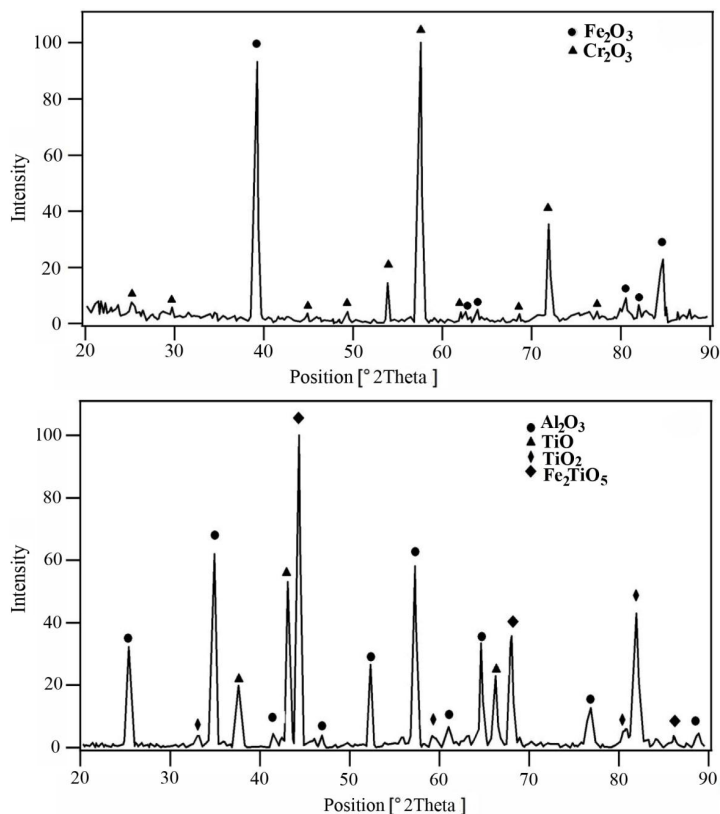 100
80
60
40
20
0
Intensity
● Fe₂O₃
▲ Cr₂O₃
20 30 40 50 60 70 80 90
Position [°2Theta ]
100
80
60
40
20
0
Intensity
● Al₂O₃
▲ TiO
♦ TiO₂
◆ Fe₂TiO₅
20 30 40 50 60 70 80 90
Position [°2Theta ]